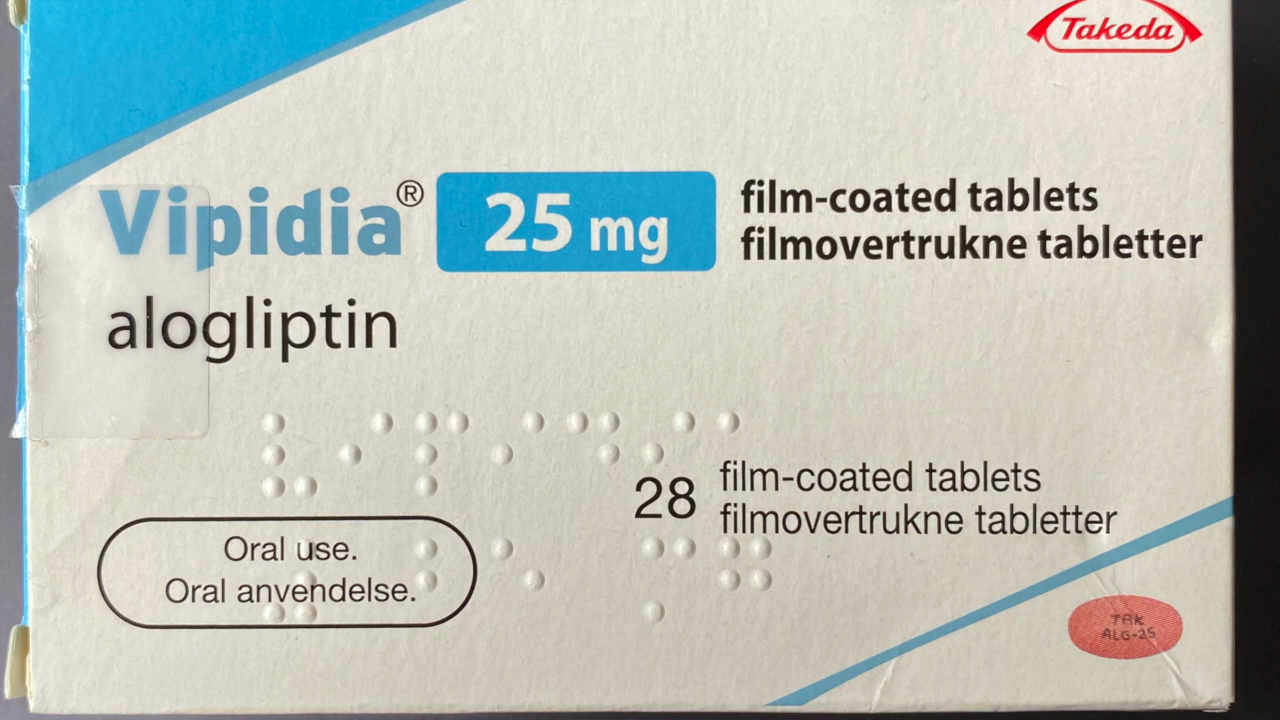 Takeda
Vipidia® 25 mg
film-coated tablets
filmovertrukne tabletter
alogliptin
28 film-coated tablets
filmovertrukne tabletter
Oral use.
Oral anvendelse.
TAK
ALG-25